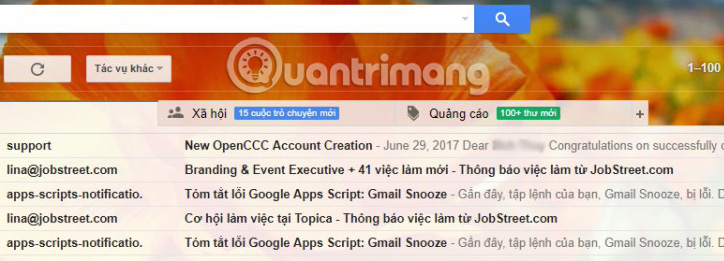 Quantrimang
Tác vụ khác
1–100
Xã hội 15 cuộc trò chuyện mới Quảng cáo 100+ thư mới +
support New OpenCCC Account Creation - June 29, 2017 Dear Congratulations on successfully
lina@jobstreet.com Branding & Event Executive + 41 việc làm mới - Thông báo việc làm từ JobStreet.com
apps-scripts-notificatio. Tóm tắt lỗi Google Apps Script: Gmail Snooze - Gần đây, tập lệnh của bạn, Gmail Snooze, bị lỗi.
lina@jobstreet.com Cơ hội làm việc tại Topica - Thông báo việc làm từ JobStreet.com
apps-scripts-notificatio. Tóm tắt lỗi Google Apps Script: Gmail Snooze - Gần đây, tập lệnh của bạn, Gmail Snooze, bị lỗi.